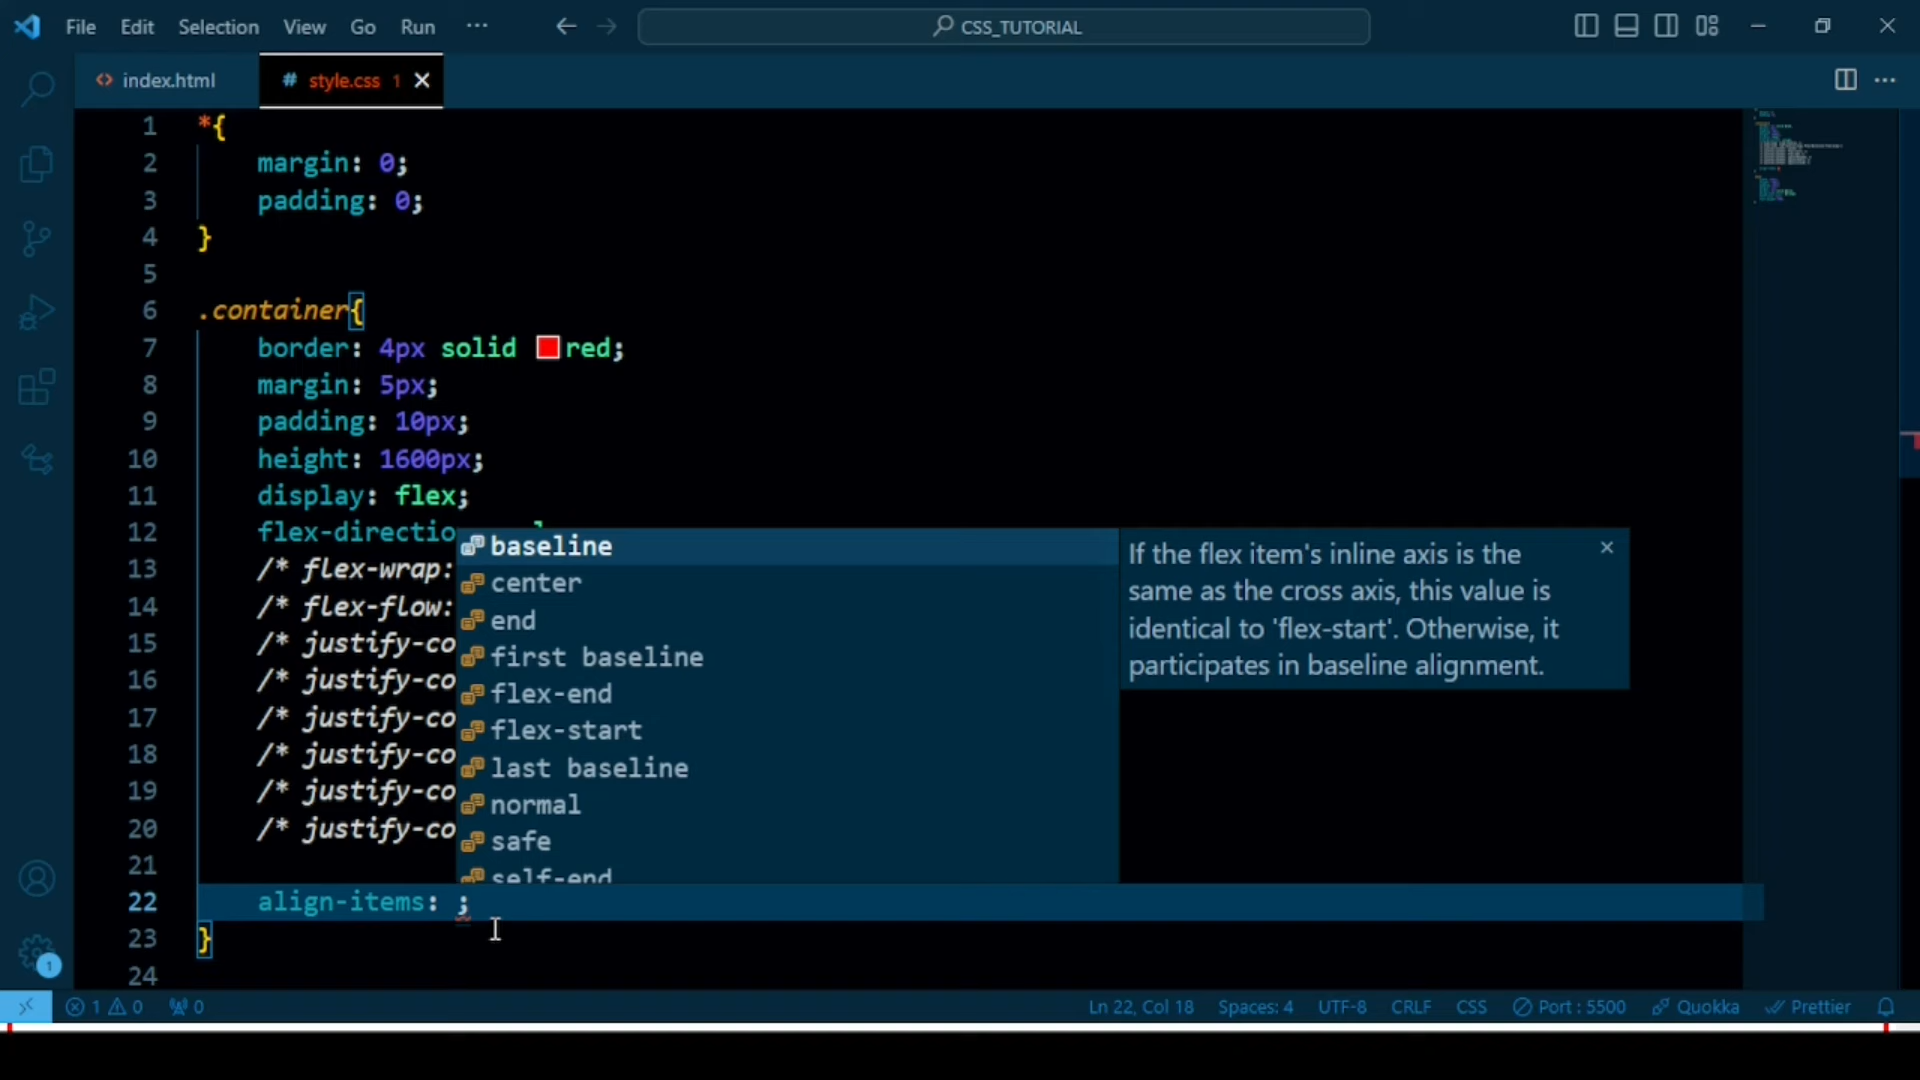 File Edit Selection View Go Run ··· CSS_TUTORIAL
index.html # style.css 1
1 *{
2 margin: 0;
3 padding: 0;
4 }
5
6 .container{
7 border: 4px solid red;
8 margin: 5px;
9 padding: 10px;
10 height: 1600px;
11 display: flex;
12 flex-directio
baseline
If the flex item's inline axis is the
same as the cross axis, this value is
identical to 'flex-start'. Otherwise, it
participates in baseline alignment.
13 /* flex-wrap:
center
14 /* flex-flow:
end
15 /* justify-co
first baseline
16 /* justify-co
flex-end
17 /* justify-co
flex-start
18 /* justify-co
last baseline
19 /* justify-co
normal
20 /* justify-co
safe
21
self-end
22 align-items: ;
23 }
24
1 0 0 Ln 22, Col 18 Spaces: 4 UTF-8 CRLF CSS Port : 5500 Quokka Prettier
1